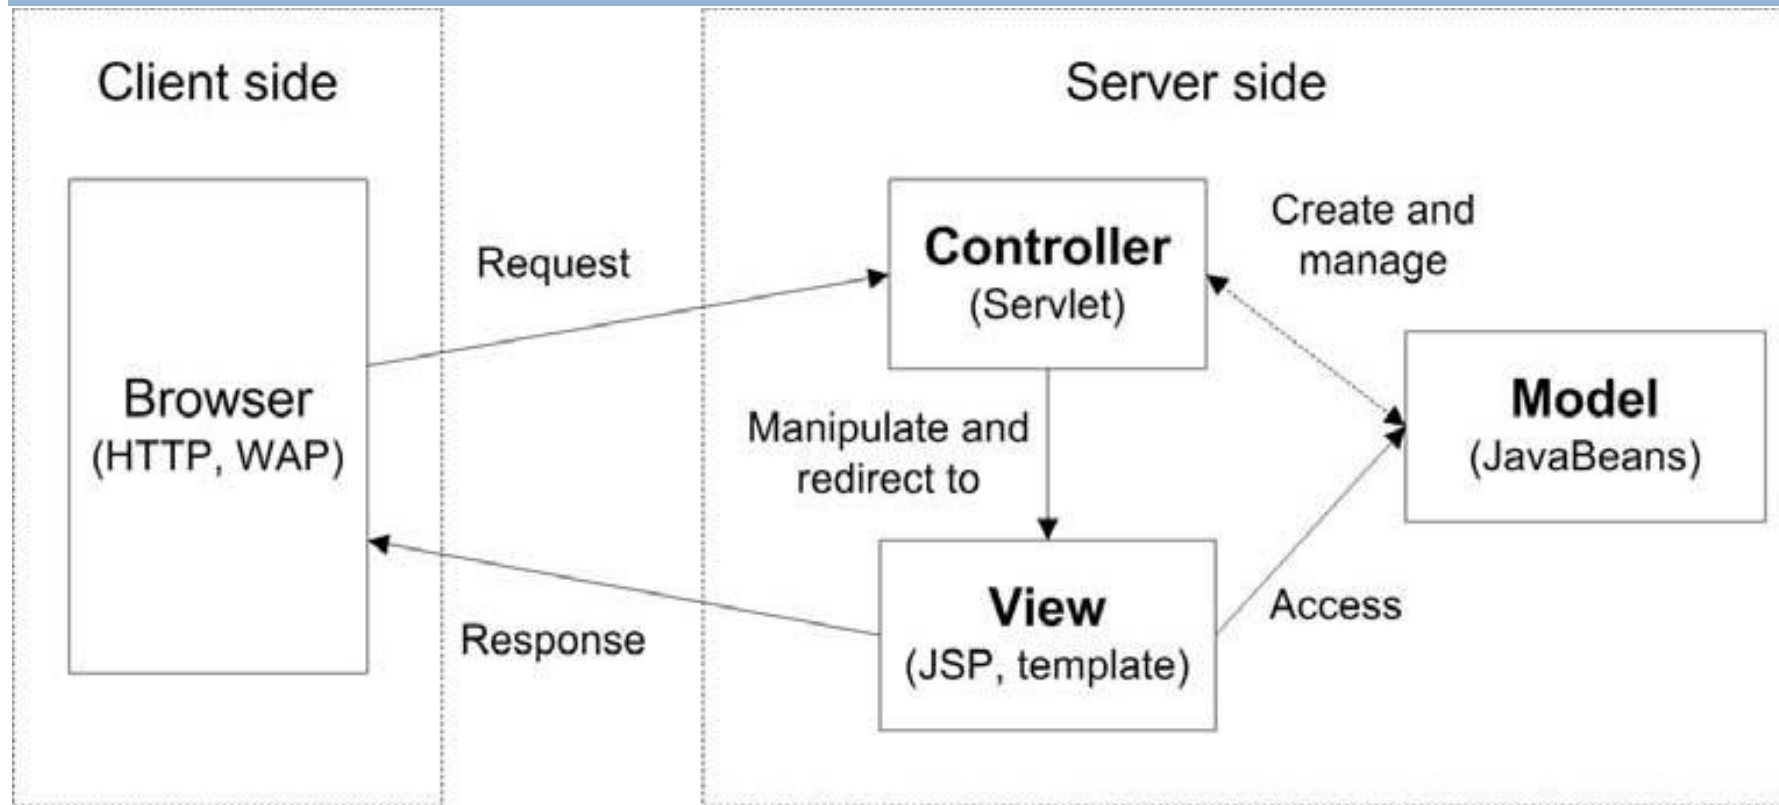 Client side
Server side
Browser
(HTTP, WAP)
Request
Response
Controller
(Servlet)
Create and
manage
Manipulate and
redirect to
Model
(JavaBeans)
View
(JSP, template)
Access